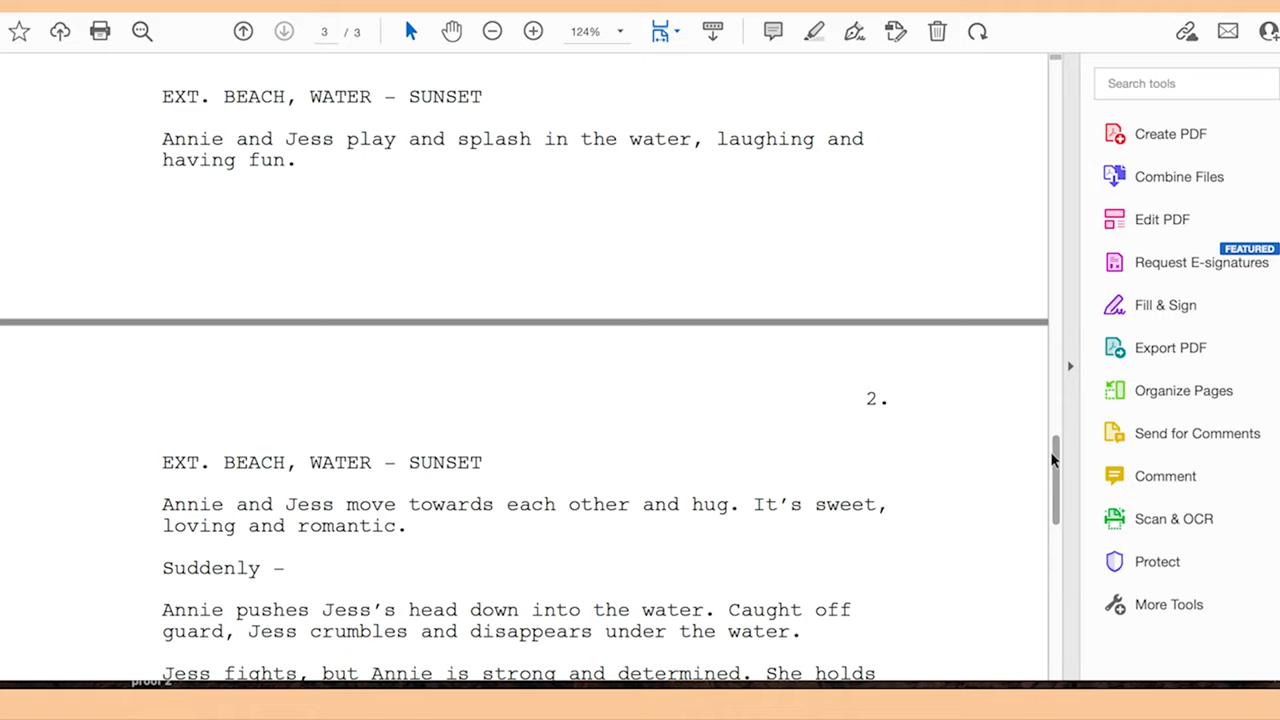 3 / 3
124%
EXT. BEACH, WATER – SUNSET
Annie and Jess play and splash in the water, laughing and
having fun.
2.
EXT. BEACH, WATER – SUNSET
Annie and Jess move towards each other and hug. It's sweet,
loving and romantic.
Suddenly –
Annie pushes Jess's head down into the water. Caught off
guard, Jess crumbles and disappears under the water.
Jess fights, but Annie is strong and determined. She holds
Search tools
Create PDF
Combine Files
Edit PDF
FEATURED
Request E-signatures
Fill & Sign
Export PDF
Organize Pages
Send for Comments
Comment
Scan & OCR
Protect
More Tools